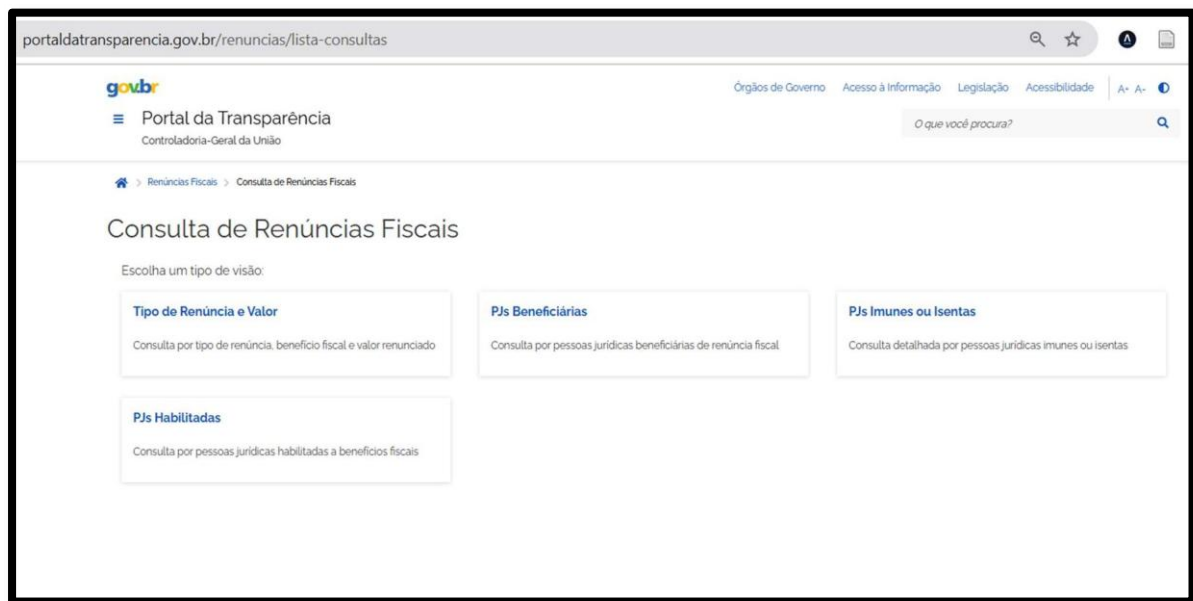 portaldatransparencia.gov.br/renuncias/lista-consultas
gov.br
Órgãos de Governo Acesso à Informação Legislação Acessibilidade A+ A-
Portal da Transparência
Controladoria-Geral da União
O que você procura?
Renúncias Fiscais > Consulta de Renúncias Fiscais
Consulta de Renúncias Fiscais
Escolha um tipo de visão:
Tipo de Renúncia e Valor
Consulta por tipo de renúncia, benefício fiscal e valor renunciado
PJs Beneficiárias
Consulta por pessoas jurídicas beneficiárias de renúncia fiscal
PJs Imunes ou Isentas
Consulta detalhada por pessoas jurídicas imunes ou isentas
PJs Habilitadas
Consulta por pessoas jurídicas habilitadas a benefícios fiscais